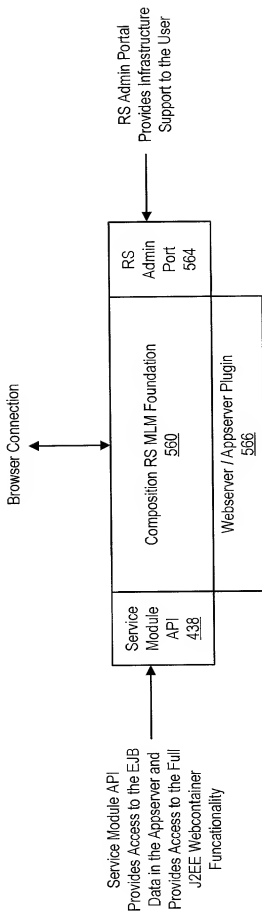 Browser Connection
Service Module API
Provides Access to the EJB
Data in the Appserver and
Provides Access to the Full
J2EE Webcontainer
Funcationality
Service
Module
API
438
Composition RS MLM Foundation
560
RS
Admin
Port
564
Webserver / Appserver Plugin
566
RS Admin Portal
Provides Infrastructure
Support to the User